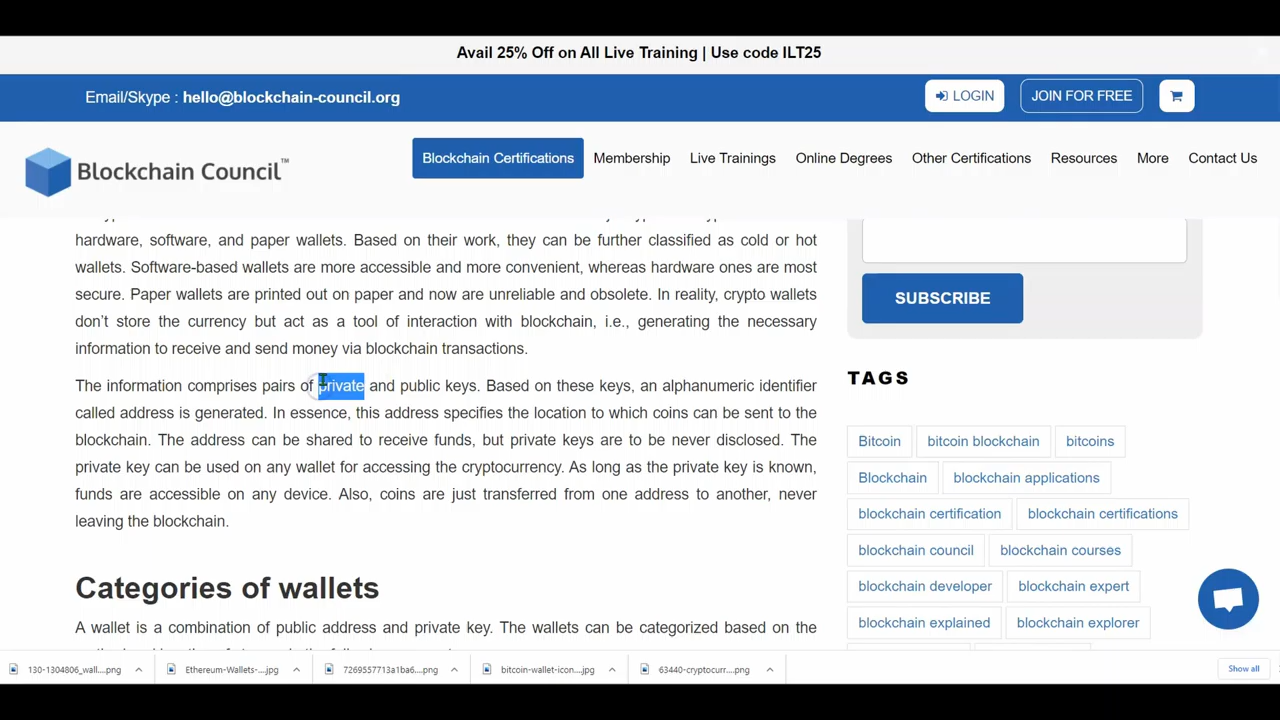 Avail 25% Off on All Live Training | Use code ILT25
Email/Skype : hello@blockchain-council.org
LOGIN
JOIN FOR FREE
Blockchain Council™
Blockchain Certifications
Membership
Live Trainings
Online Degrees
Other Certifications
Resources
More
Contact Us
hardware, software, and paper wallets. Based on their work, they can be further classified as cold or hot
wallets. Software-based wallets are more accessible and more convenient, whereas hardware ones are most
secure. Paper wallets are printed out on paper and now are unreliable and obsolete. In reality, crypto wallets
don’t store the currency but act as a tool of interaction with blockchain, i.e., generating the necessary
information to receive and send money via blockchain transactions.
The information comprises pairs of private and public keys. Based on these keys, an alphanumeric identifier
called address is generated. In essence, this address specifies the location to which coins can be sent to the
blockchain. The address can be shared to receive funds, but private keys are to be never disclosed. The
private key can be used on any wallet for accessing the cryptocurrency. As long as the private key is known,
funds are accessible on any device. Also, coins are just transferred from one address to another, never
leaving the blockchain.
Categories of wallets
A wallet is a combination of public address and private key. The wallets can be categorized based on the
SUBSCRIBE
TAGS
Bitcoin
bitcoin blockchain
bitcoins
Blockchain
blockchain applications
blockchain certification
blockchain certifications
blockchain council
blockchain courses
blockchain developer
blockchain expert
blockchain explained
blockchain explorer
130-1304806_wall....png
Ethereum-Wallets-....jpg
7269557713a1ba6....png
bitcoin-wallet-icon....jpg
63440-cryptocurr....png
Show all